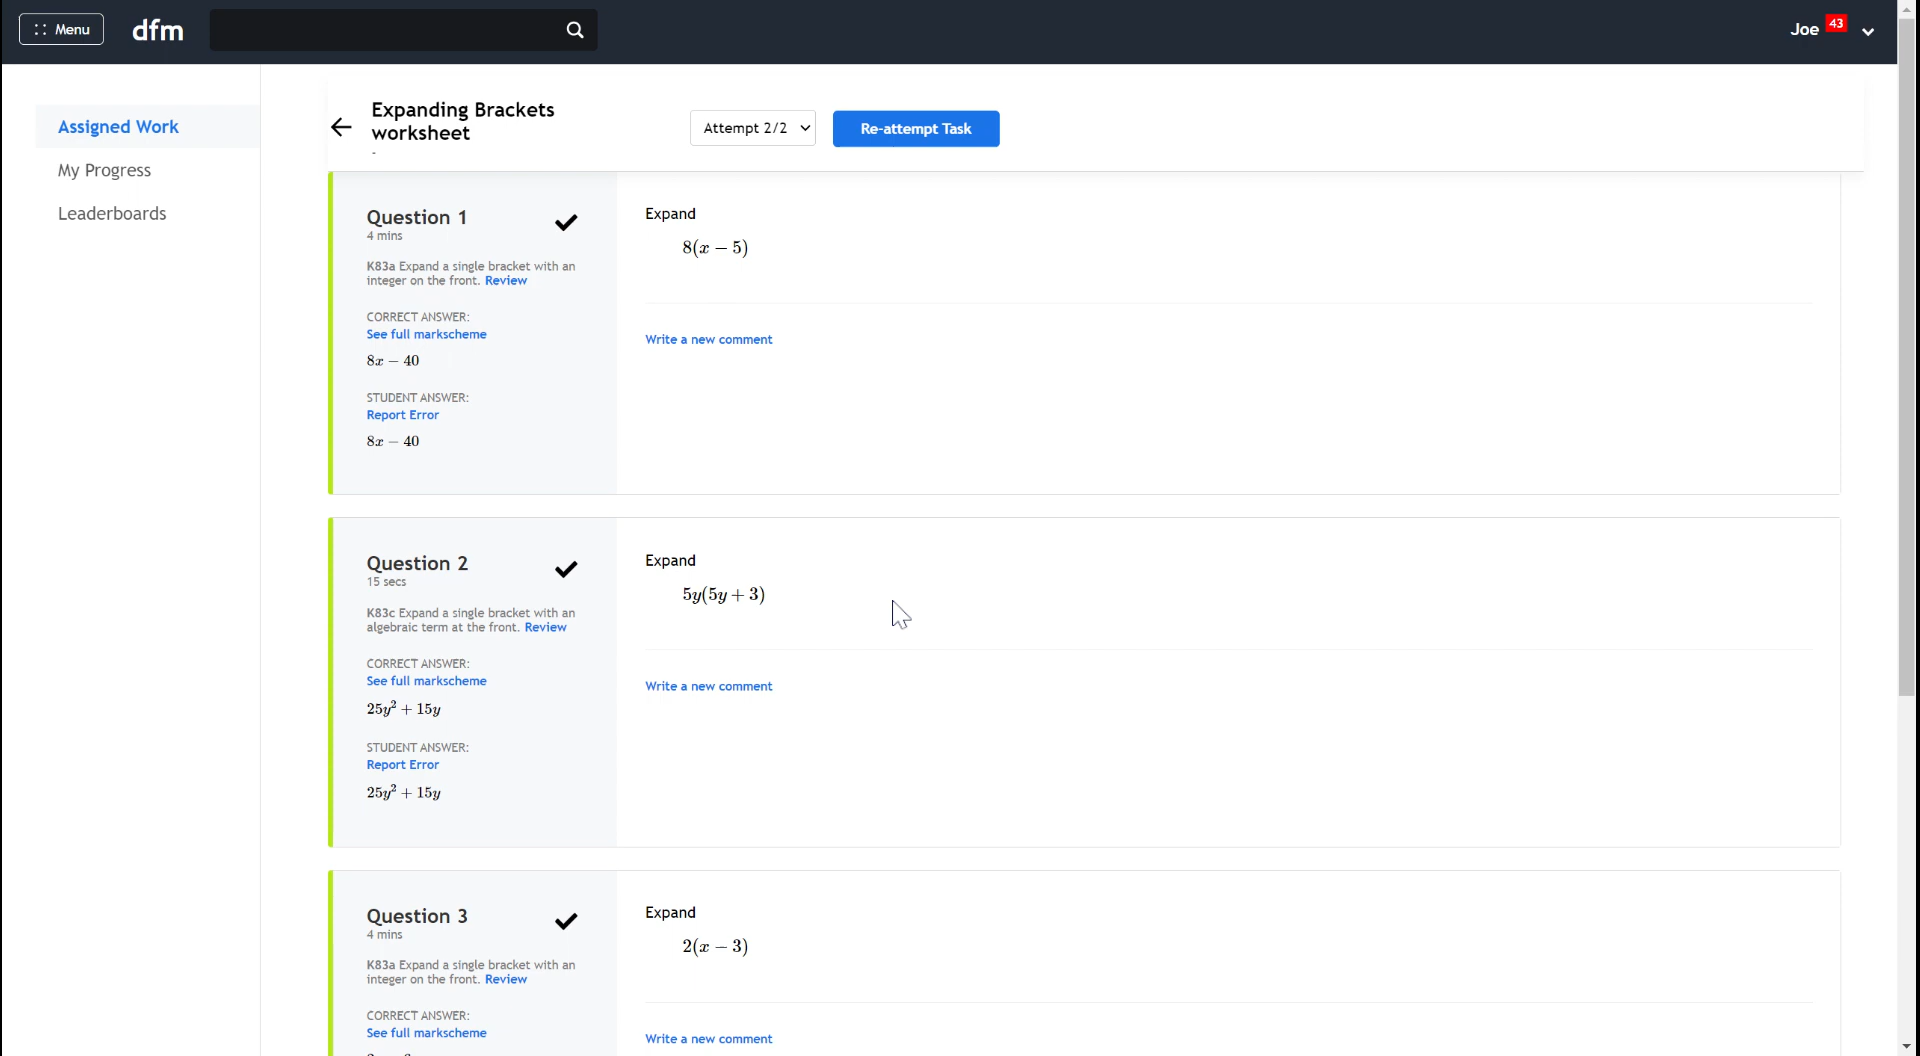 Menu
dfm
Joe 43
Assigned Work
My Progress
Leaderboards
Expanding Brackets
worksheet
-
Attempt 2/2
Re-attempt Task
Question 1
4 mins
K83a Expand a single bracket with an
integer on the front. Review
CORRECT ANSWER:
See full markscheme
8x − 40
STUDENT ANSWER:
Report Error
8x − 40
Expand
8(x − 5)
Write a new comment
Question 2
15 secs
K83c Expand a single bracket with an
algebraic term at the front. Review
CORRECT ANSWER:
See full markscheme
25y² + 15y
STUDENT ANSWER:
Report Error
25y² + 15y
Expand
5y(5y + 3)
Write a new comment
Question 3
4 mins
K83a Expand a single bracket with an
integer on the front. Review
CORRECT ANSWER:
See full markscheme
Expand
2(x − 3)
Write a new comment